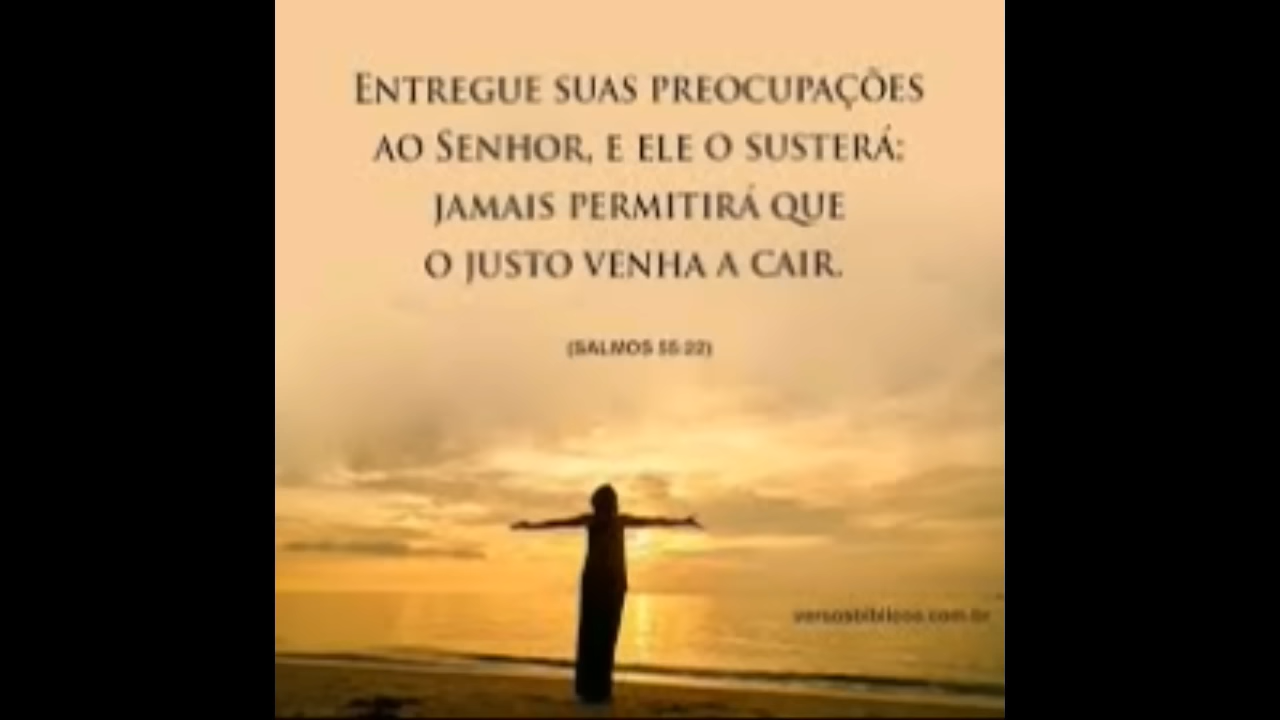 Entregue suas preocupações
ao Senhor, e ele o susterá;
jamais permitirá que
o justo venha a cair.
(SALMOS 55:22)
versosbiblicos.com.br